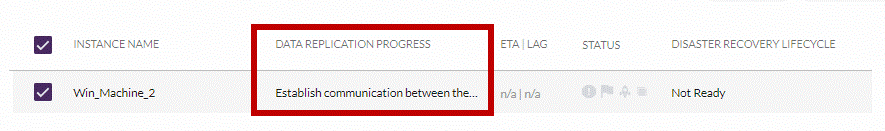 INSTANCE NAME DATA REPLICATION PROGRESS ETA | LAG STATUS DISASTER RECOVERY LIFECYCLE
Win_Machine_2 Establish communication between the... n/a | n/a Not Ready